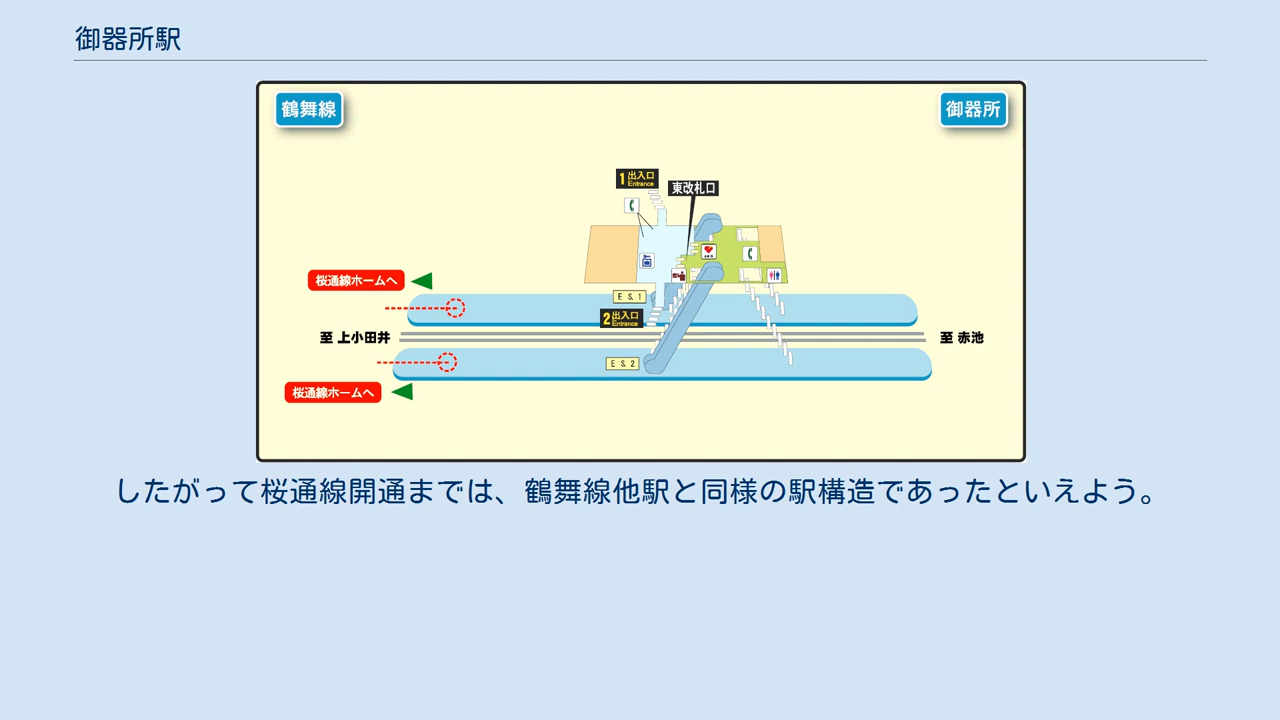 御器所駅
鶴舞線
御器所
1 出入口
Entrance
東改札口
桜通線ホームへ
E S. 1
2 出入口
Entrance
至 上小田井
至 赤池
E S. 2
桜通線ホームへ
したがって桜通線開通までは、鶴舞線他駅と同様の駅構造であったといえよう。